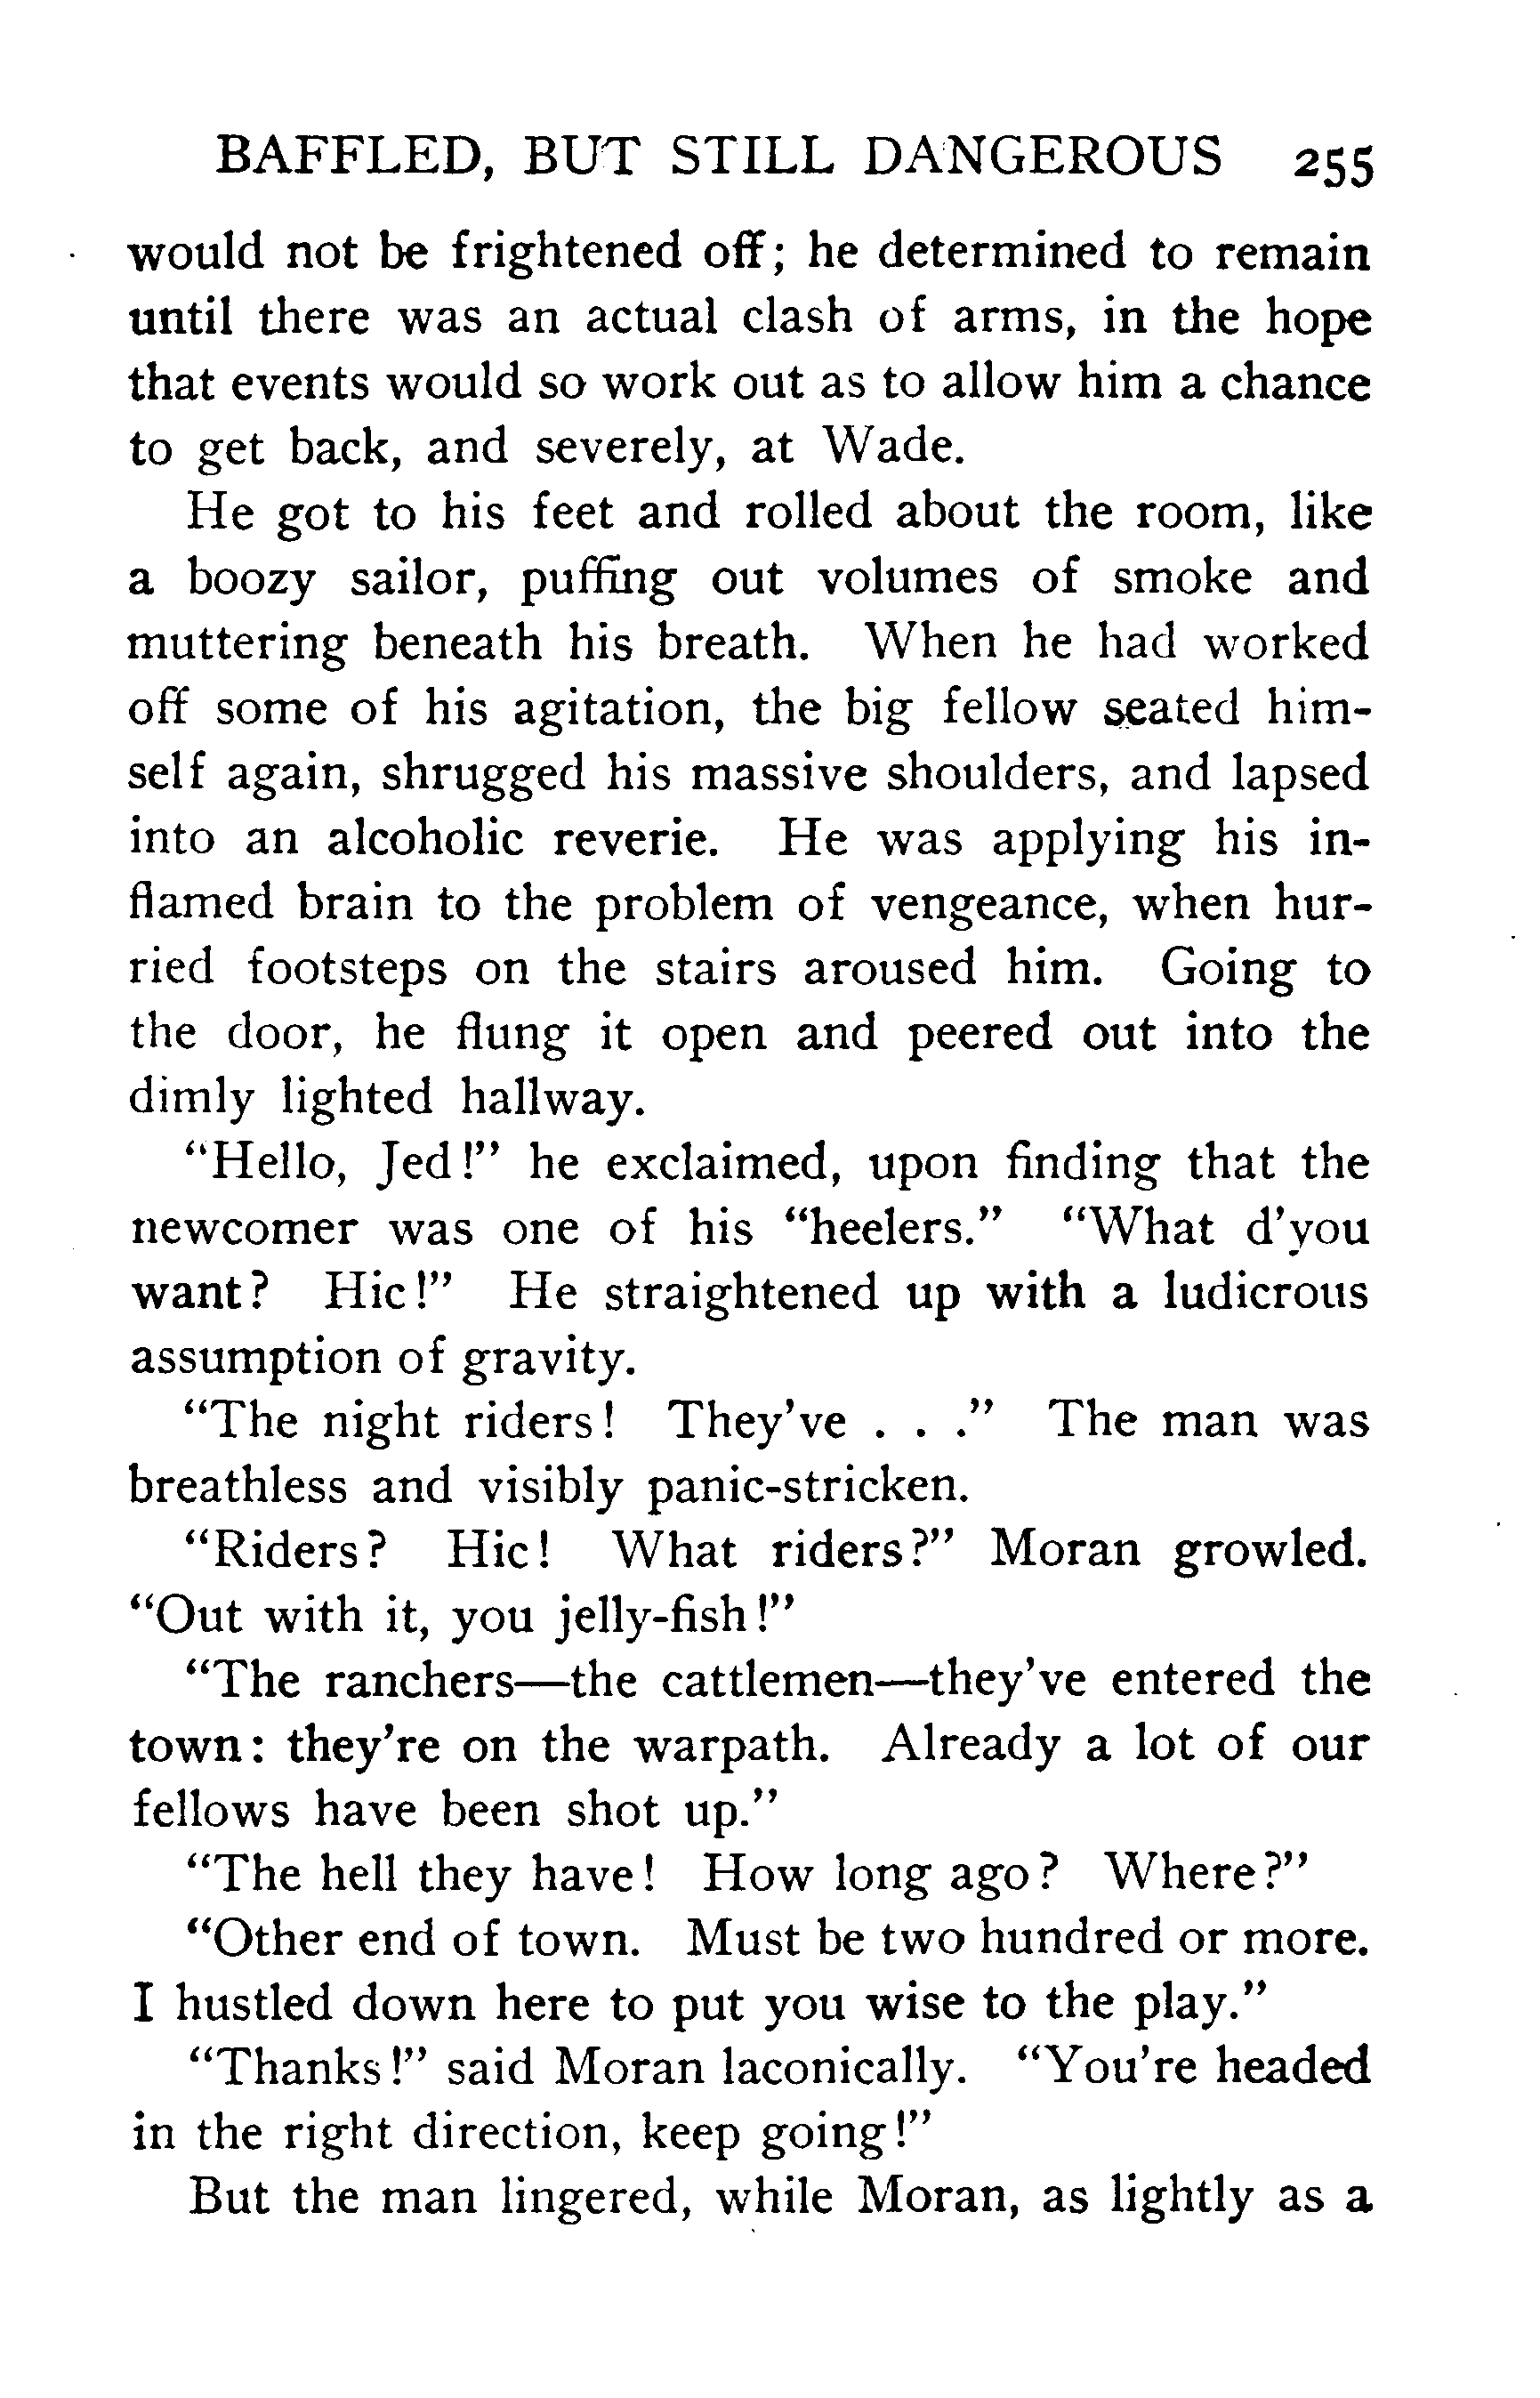 BAFFLED, BUT STILL DANGEROUS 255
would not be frightened off; he determined to remain
until there was an actual clash of arms, in the hope
that events would so work out as to allow him a chance
to get back, and severely, at Wade.
He got to his feet and rolled about the room, like
a boozy sailor, puffing out volumes of smoke and
muttering beneath his breath. When he had worked
off some of his agitation, the big fellow seated him-
self again, shrugged his massive shoulders, and lapsed
into an alcoholic reverie. He was applying his in-
flamed brain to the problem of vengeance, when hur-
ried footsteps on the stairs aroused him. Going to
the door, he flung it open and peered out into the
dimly lighted hallway.
"Hello, Jed!" he exclaimed, upon finding that the
newcomer was one of his "heelers." "What d'you
want? Hic!" He straightened up with a ludicrous
assumption of gravity.
"The night riders! They've . . ." The man was
breathless and visibly panic-stricken.
"Riders? Hic! What riders?" Moran growled.
"Out with it, you jelly-fish!"
"The ranchers—the cattlemen—they've entered the
town: they're on the warpath. Already a lot of our
fellows have been shot up."
"The hell they have! How long ago? Where?"
"Other end of town. Must be two hundred or more.
I hustled down here to put you wise to the play."
"Thanks!" said Moran laconically. "You're headed
in the right direction, keep going!"
But the man lingered, while Moran, as lightly as a